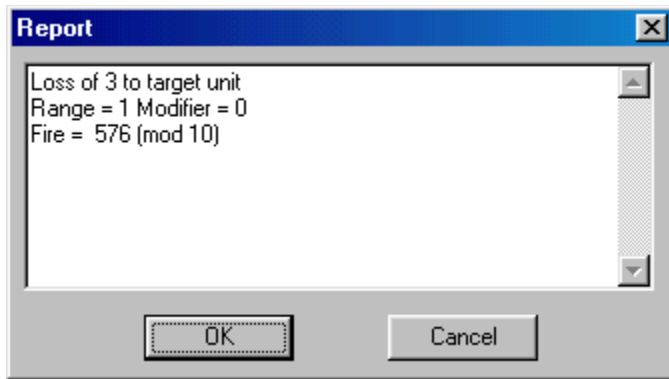 Report
Loss of 3 to target unit
Range = 1 Modifier = 0
Fire =  576 (mod 10)
OK
Cancel